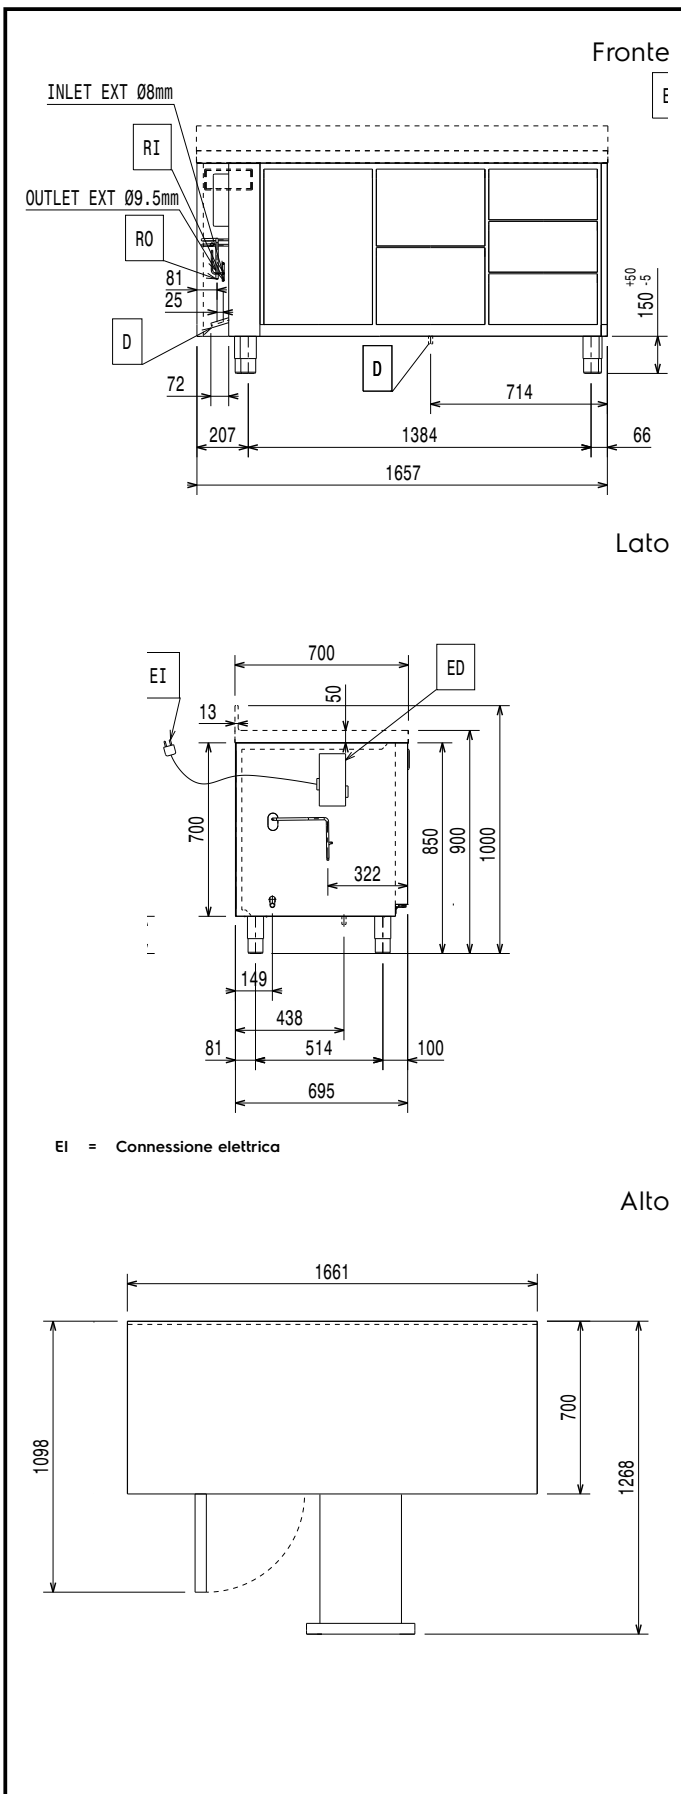 Fronte
INLET EXT Ø8mm
RI
OUTLET EXT Ø9.5mm
RO
81
25
D
D
72
150 +50 -5
714
207
1384
66
1657
Lato
700
EI
ED
50
13
700
322
850
900
1000
149
438
81
514
100
695
EI = Connessione elettrica
Alto
1661
1098
700
1268